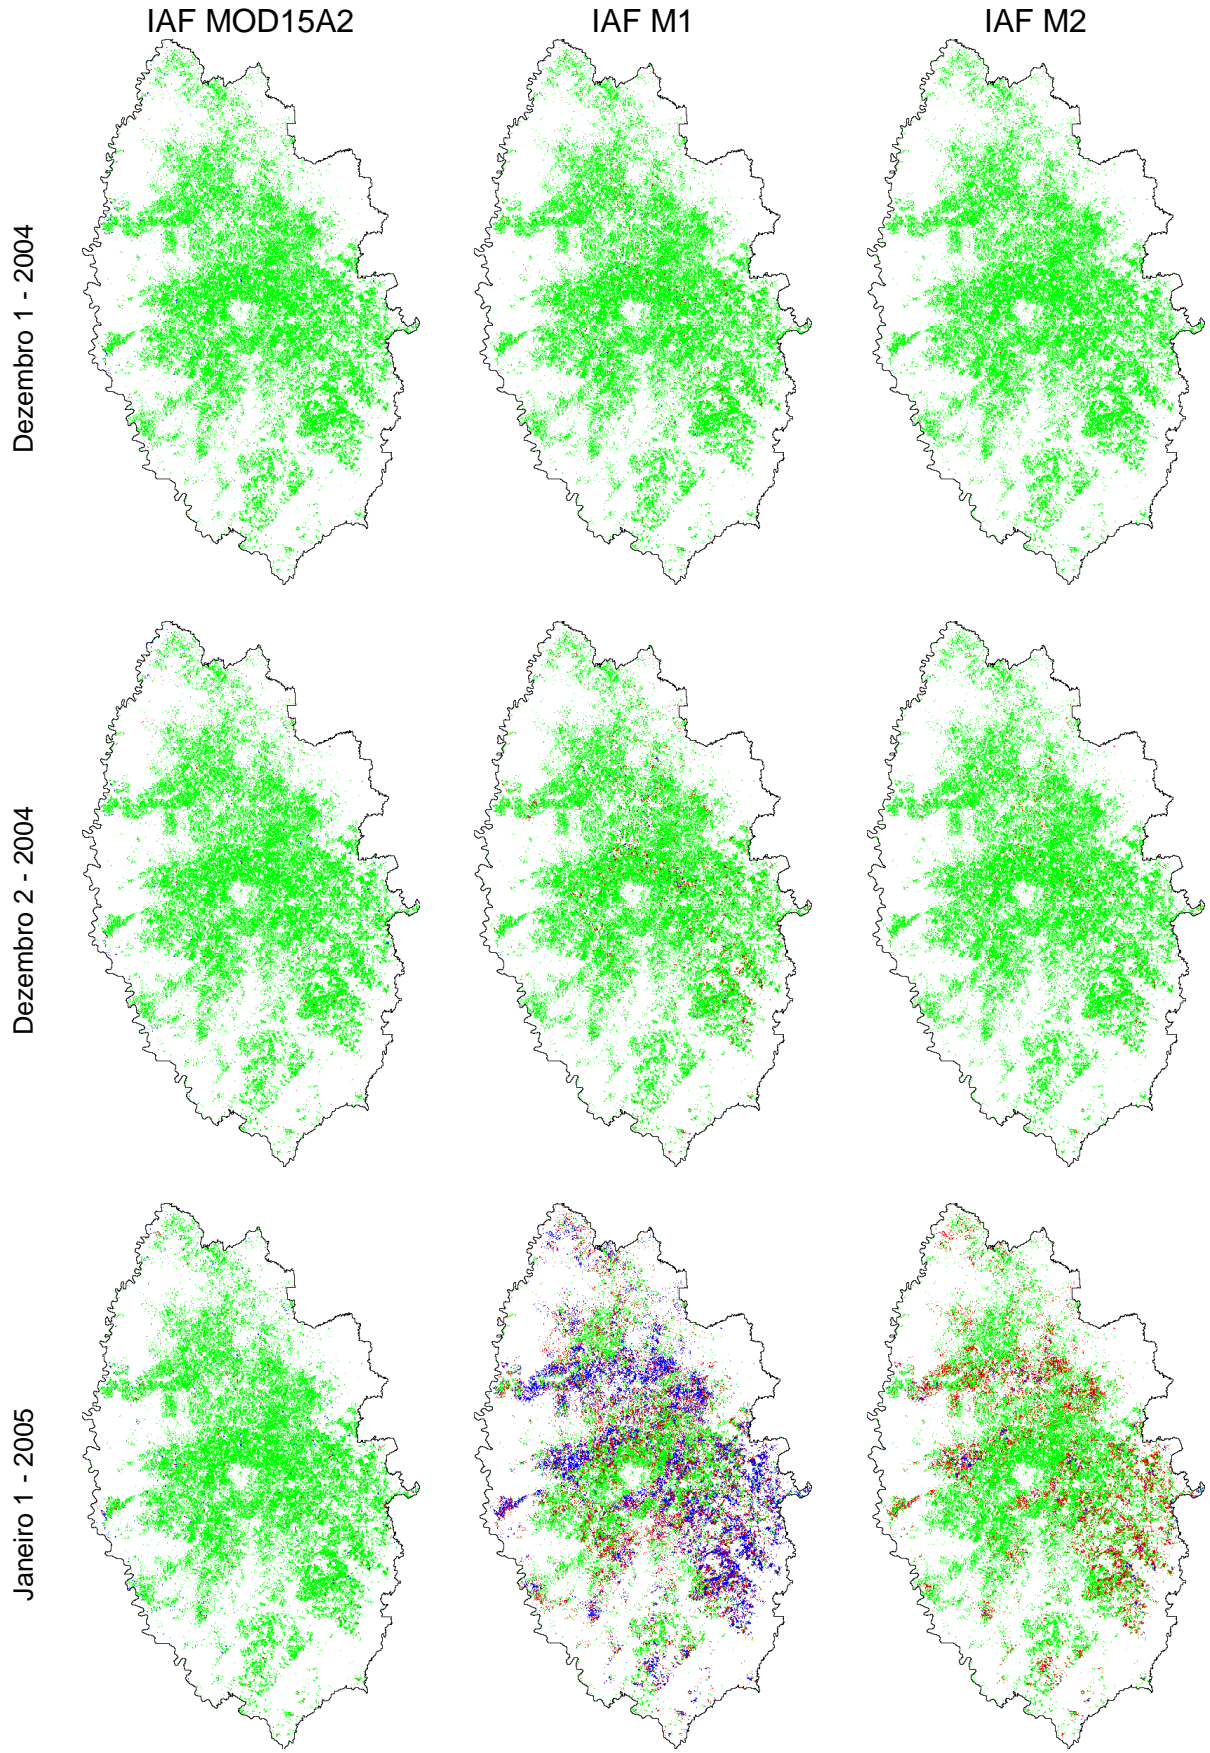 IAF MOD15A2
IAF M1
IAF M2
Dezembro 1 - 2004
Dezembro 2 - 2004
Janeiro 1 - 2005